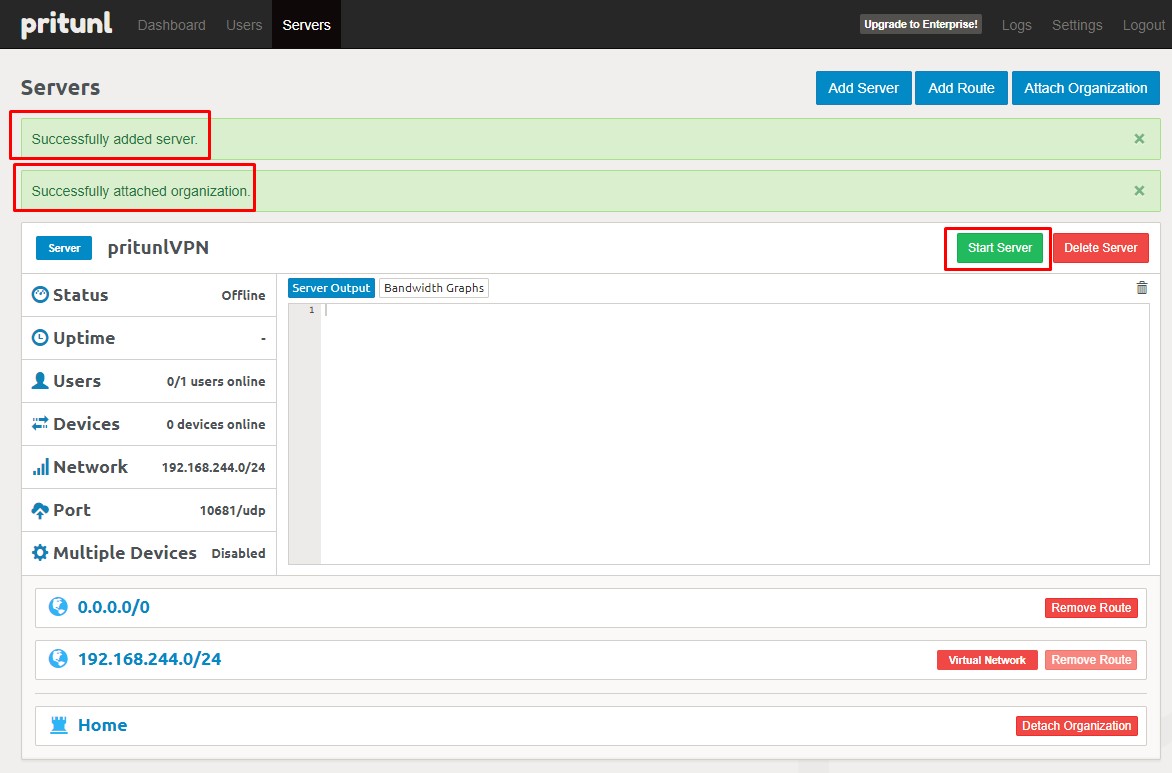 pritunl Dashboard Users Servers Upgrade to Enterprise! Logs Settings Logout
Servers Add Server Add Route Attach Organization
Successfully added server. ×
Successfully attached organization. ×
Server pritunlVPN Start Server Delete Server
Status Offline
Uptime -
Users 0/1 users online
Devices 0 devices online
Network 192.168.244.0/24
Port 10681/udp
Multiple Devices Disabled
Server Output Bandwidth Graphs
1
0.0.0.0/0 Remove Route
192.168.244.0/24 Virtual Network Remove Route
Home Detach Organization